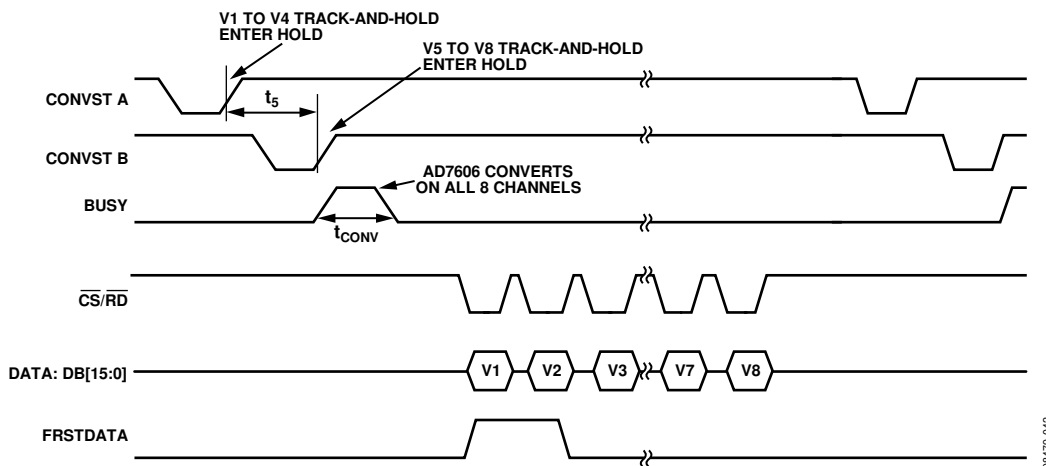 V1 TO V4 TRACK-AND-HOLD
ENTER HOLD
V5 TO V8 TRACK-AND-HOLD
ENTER HOLD
CONVST A
t5
CONVST B
AD7606 CONVERTS
ON ALL 8 CHANNELS
BUSY
tCONV
CS/RD
DATA: DB[15:0]
V1
V2
V3
V7
V8
FRSTDATA